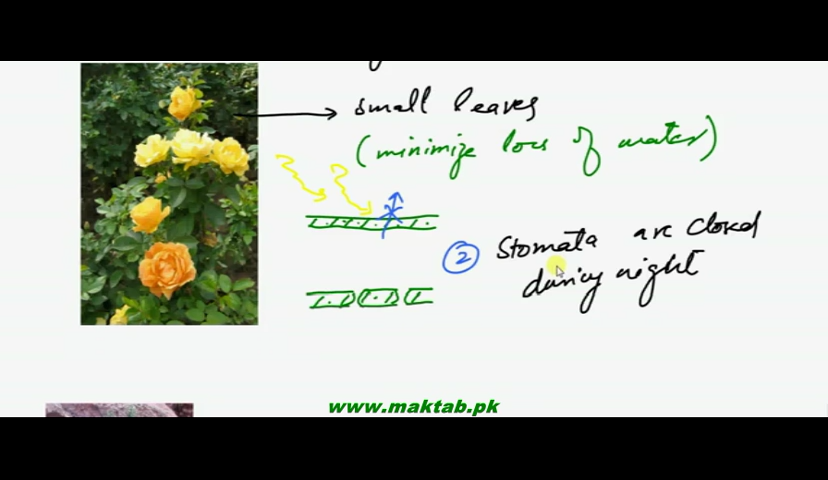 small leaves
(minimize loss of water)
② Stomata are closed
during night
www.maktab.pk